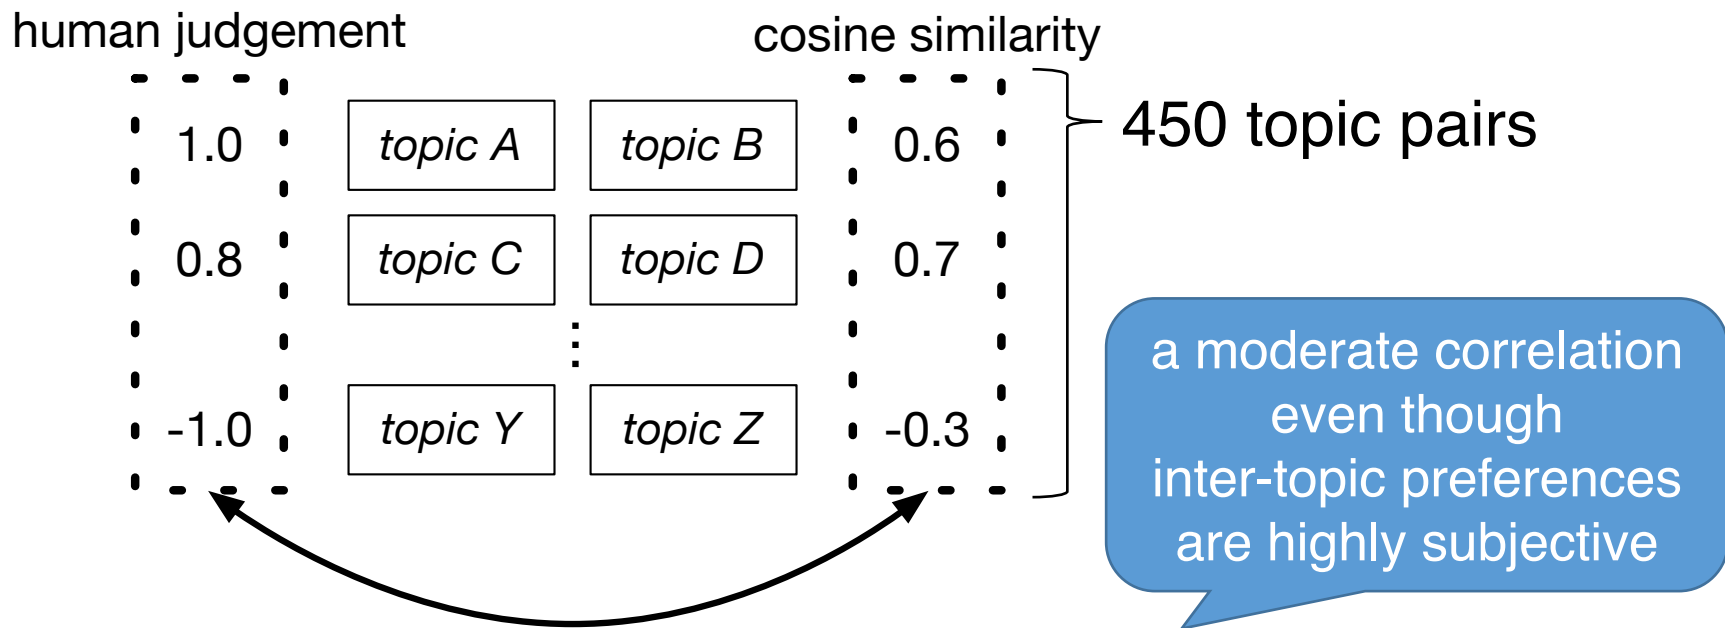 human judgement
cosine similarity
1.0 topic A topic B 0.6
450 topic pairs
0.8 topic C topic D 0.7
⋮
-1.0 topic Y topic Z -0.3
a moderate correlation
even though
inter-topic preferences
are highly subjective